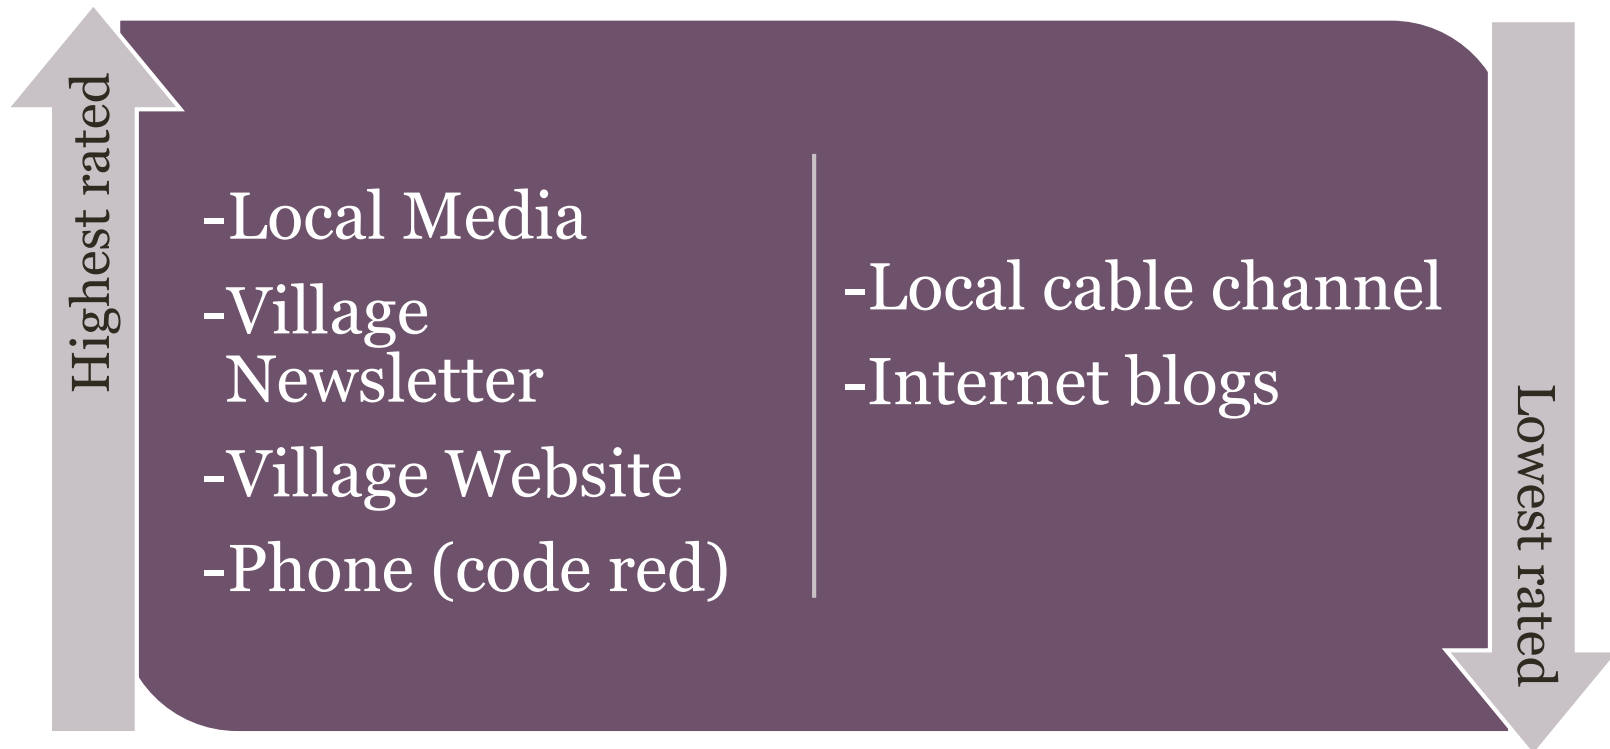 Highest rated
-Local Media
-Village
Newsletter
-Village Website
-Phone (code red)
-Local cable channel
-Internet blogs
Lowest rated